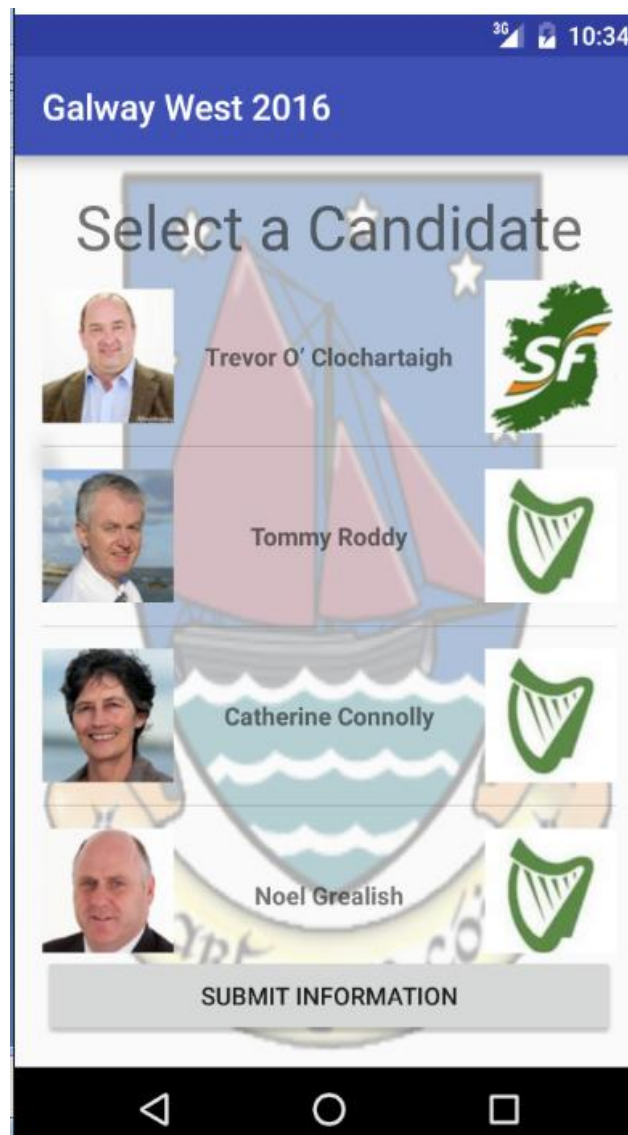 3G 10:34
Galway West 2016
Select a Candidate
Trevor O’ Clochartaigh
SF
Tommy Roddy
Catherine Connolly
Noel Grealish
SUBMIT INFORMATION